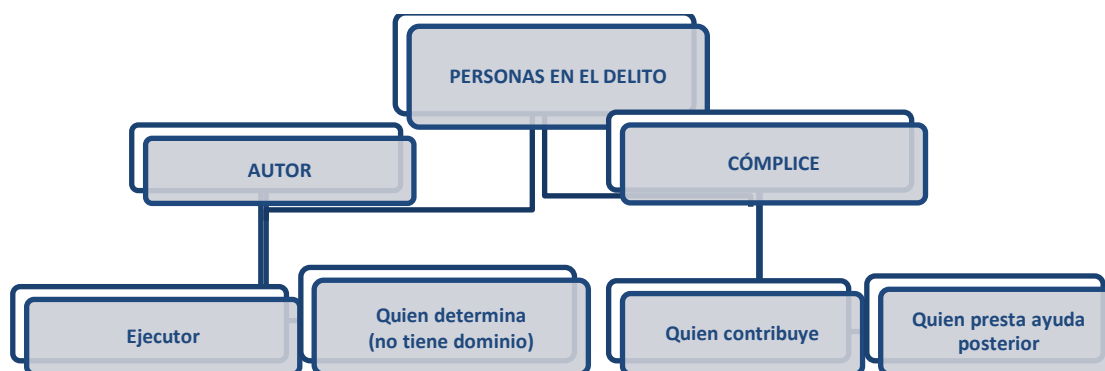 PERSONAS EN EL DELITO
AUTOR
CÓMPLICE
Ejecutor
Quien determina
(no tiene dominio)
Quien contribuye
Quien presta ayuda
posterior